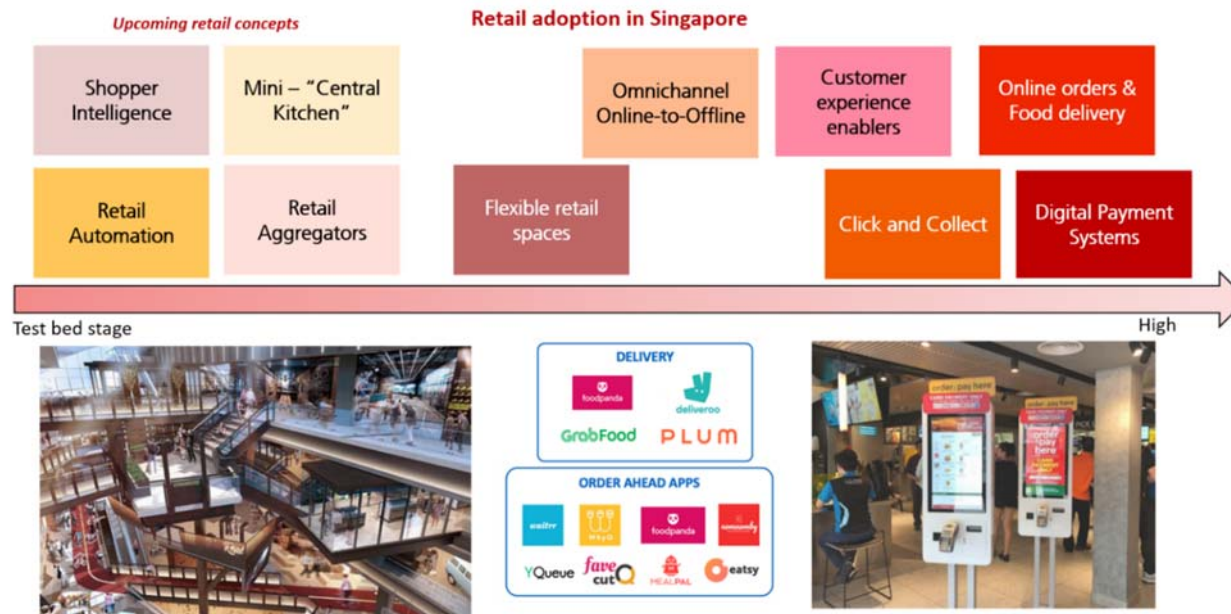 Upcoming retail concepts
Retail adoption in Singapore
Shopper
Intelligence
Mini – “Central
Kitchen”
Omnichannel
Online-to-Offline
Customer
experience
enablers
Online orders &
Food delivery
Retail
Automation
Retail
Aggregators
Flexible retail
spaces
Click and Collect
Digital Payment
Systems
Test bed stage
High
DELIVERY
foodpanda
deliveroo
GrabFood
PLUM
ORDER AHEAD APPS
waitrr
WhyQ
foodpanda
YQueue
fave
cutQ
MEALPAL
eatsy
order + pay here
order
pay
here